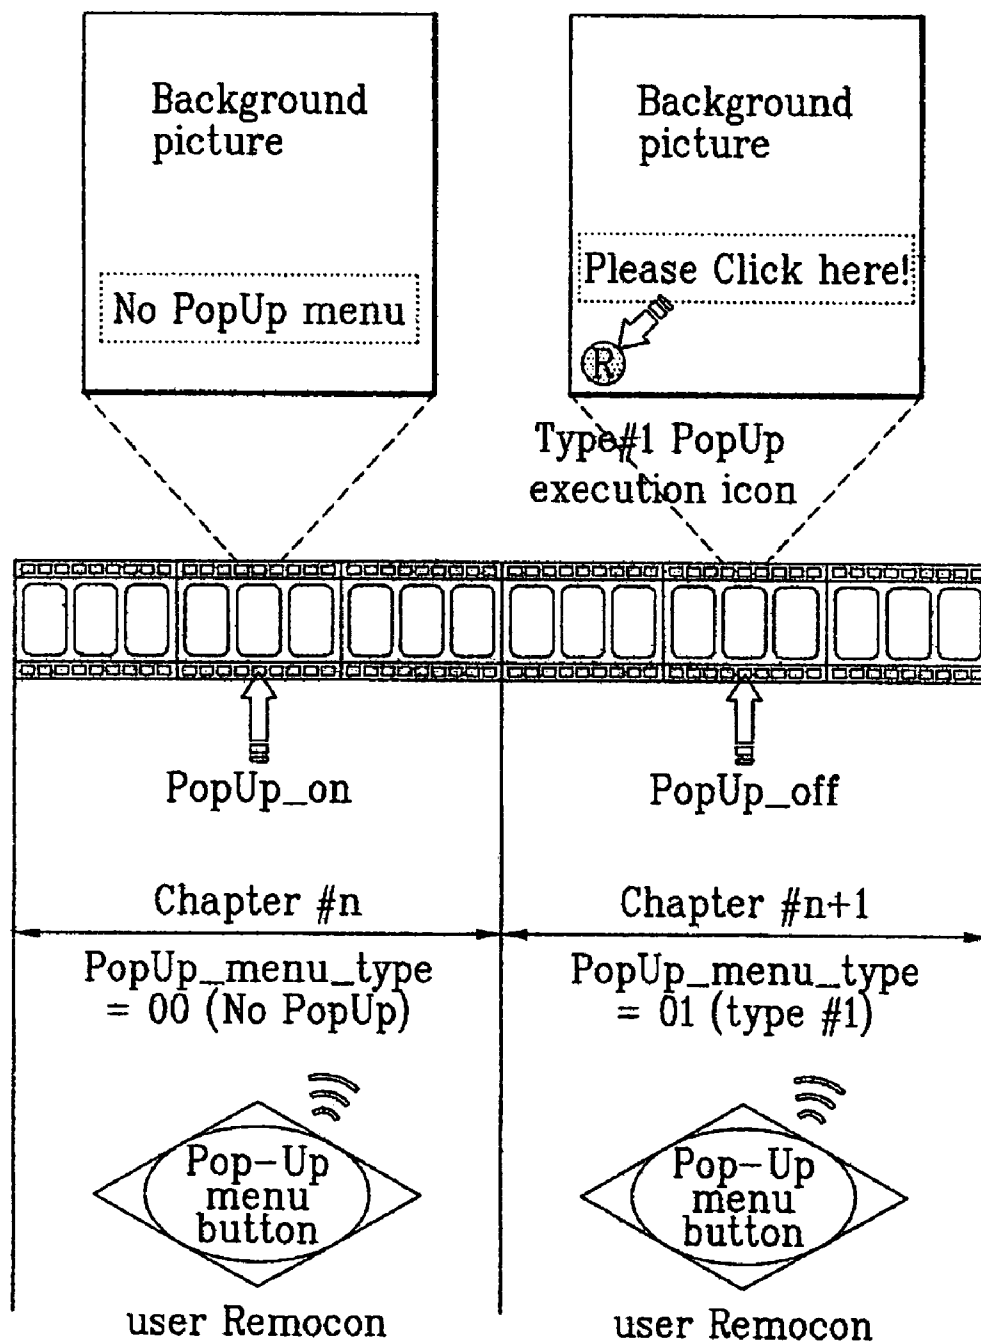 Background
picture
No PopUp menu
Background
picture
Please Click here!
R
Type#1 PopUp
execution icon
PopUp_on
PopUp_off
Chapter #n
Chapter #n+1
PopUp_menu_type
= 00 (No PopUp)
PopUp_menu_type
= 01 (type #1)
Pop-Up
menu
button
Pop-Up
menu
button
user Remocon
user Remocon